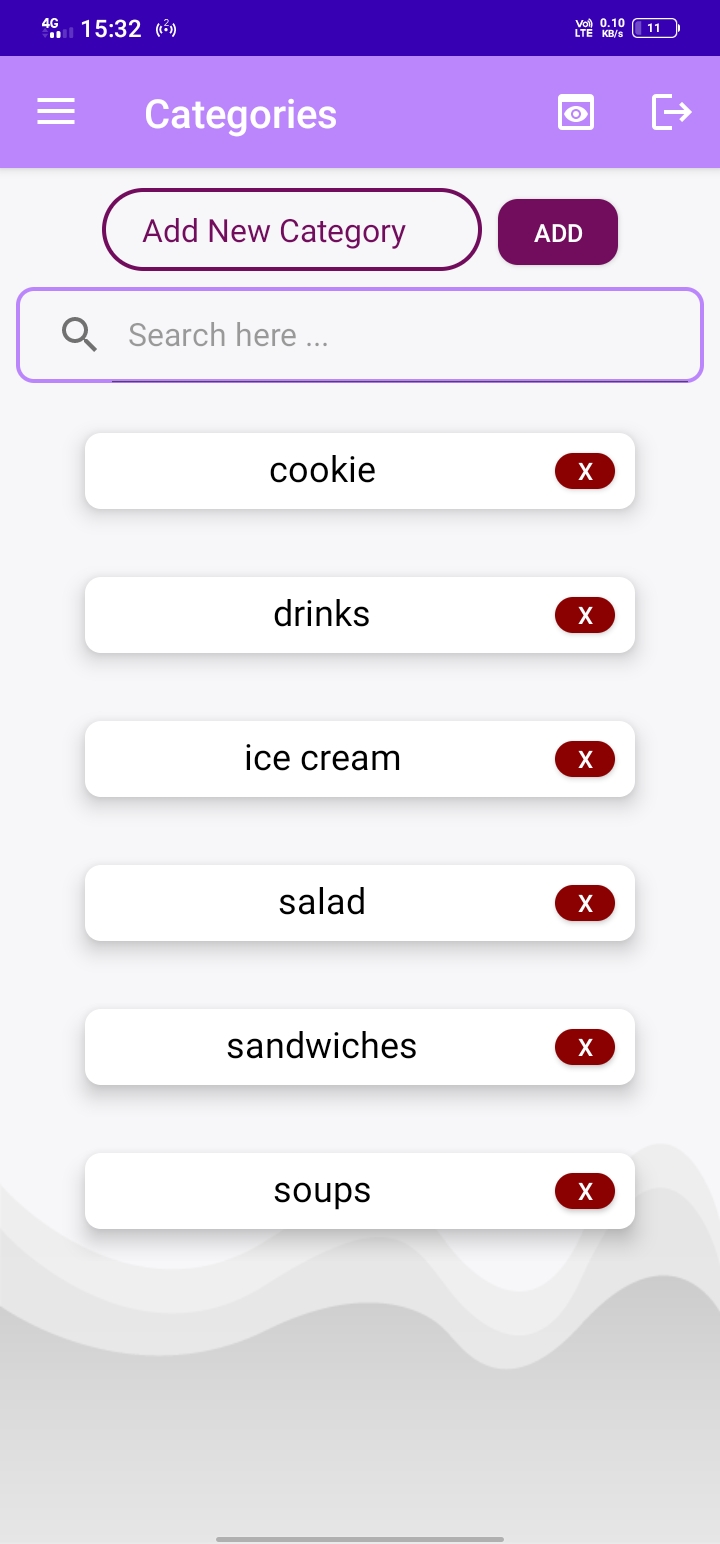 4G 15:32 2 Vo) LTE 0.10 KB/s 11
Categories
Add New Category ADD
Search here ...
cookie X
drinks X
ice cream X
salad X
sandwiches X
soups X